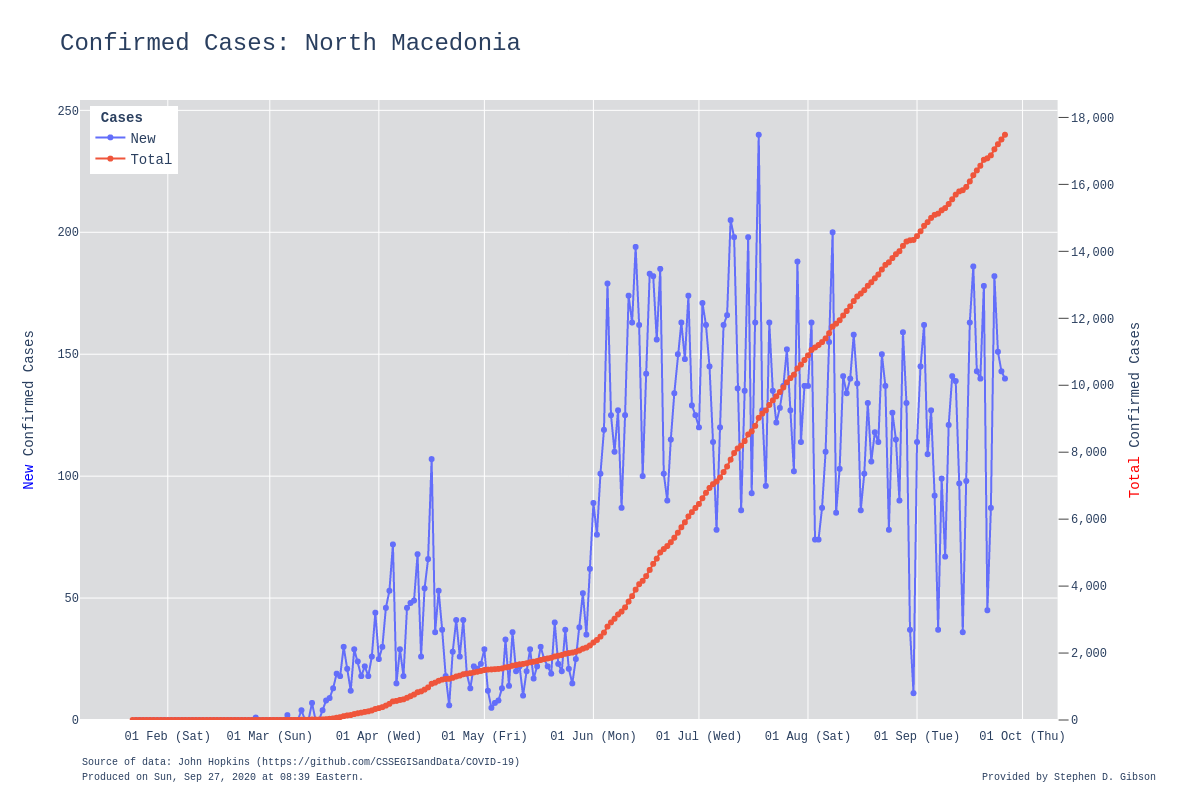 Confirmed Cases: North Macedonia
Cases
New
Total
250
200
150
100
50
0
New Confirmed Cases
18,000
16,000
14,000
12,000
10,000
8,000
6,000
4,000
2,000
0
Total Confirmed Cases
01 Feb (Sat) 01 Mar (Sun) 01 Apr (Wed) 01 May (Fri) 01 Jun (Mon) 01 Jul (Wed) 01 Aug (Sat) 01 Sep (Tue) 01 Oct (Thu)
Source of data: John Hopkins (https://github.com/CSSEGISandData/COVID-19)
Produced on Sun, Sep 27, 2020 at 08:39 Eastern.
Provided by Stephen D. Gibson